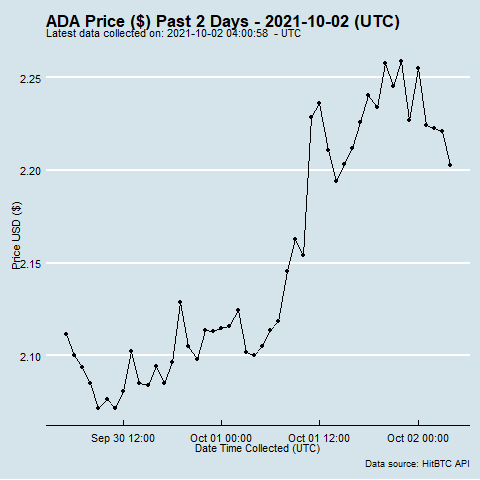 ADA Price ($) Past 2 Days - 2021-10-02 (UTC)
Latest data collected on: 2021-10-02 04:00:58 - UTC
2.25
2.20
2.15
2.10
Price USD ($)
Sep 30 12:00
Oct 01 00:00
Oct 01 12:00
Oct 02 00:00
Date Time Collected (UTC)
Data source: HitBTC API